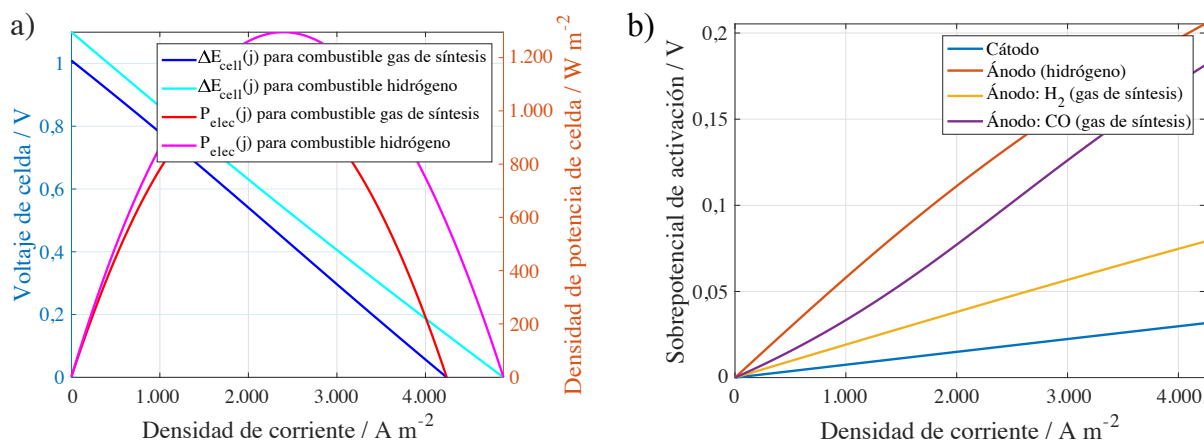 a)
ΔE_cell(j) para combustible gas de síntesis
ΔE_cell(j) para combustible hidrógeno
P_elec(j) para combustible gas de síntesis
P_elec(j) para combustible hidrógeno
Voltaje de celda / V
1
0.8
0.6
0.4
0,2
0
Densidad de potencia de celda / W m⁻²
1.200
1.000
800
600
400
200
0
0
1.000
2.000
3.000
4.000
Densidad de corriente / A m⁻²
b)
Cátodo
Ánodo (hidrógeno)
Ánodo: H₂ (gas de síntesis)
Ánodo: CO (gas de síntesis)
Sobrepotencial de activación / V
0,2
0,15
0,1
0,05
0
0
1.000
2.000
3.000
4.000
Densidad de corriente / A m⁻²